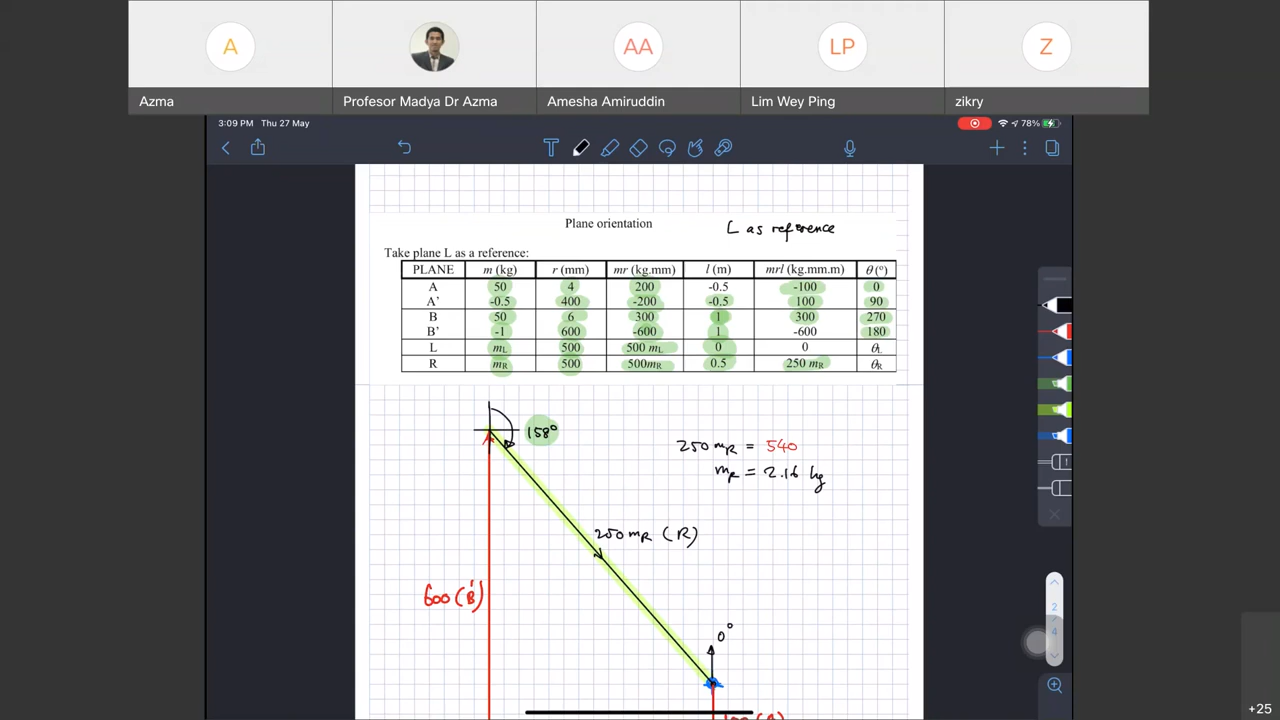 A
AA
LP
Z
Azma
Profesor Madya Dr Azma
Amesha Amiruddin
Lim Wey Ping
zikry
3:09 PM Thu 27 May
78%
Plane orientation
L as reference
Take plane L as a reference:
PLANE m (kg) r (mm) mr (kg.mm) l (m) mrl (kg.mm.m) θ (°)
A 50 4 200 -0.5 -100 0
A' -0.5 400 -200 -0.5 100 90
B 50 6 300 1 300 270
B' -1 600 -600 1 -600 180
L mL 500 500 mL 0 0 θL
R mR 500 500mR 0.5 250 mR θR
158°
250 mR = 540
mR = 2.16 kg
250 mR (R)
600 (B')
0°
2
4
+25